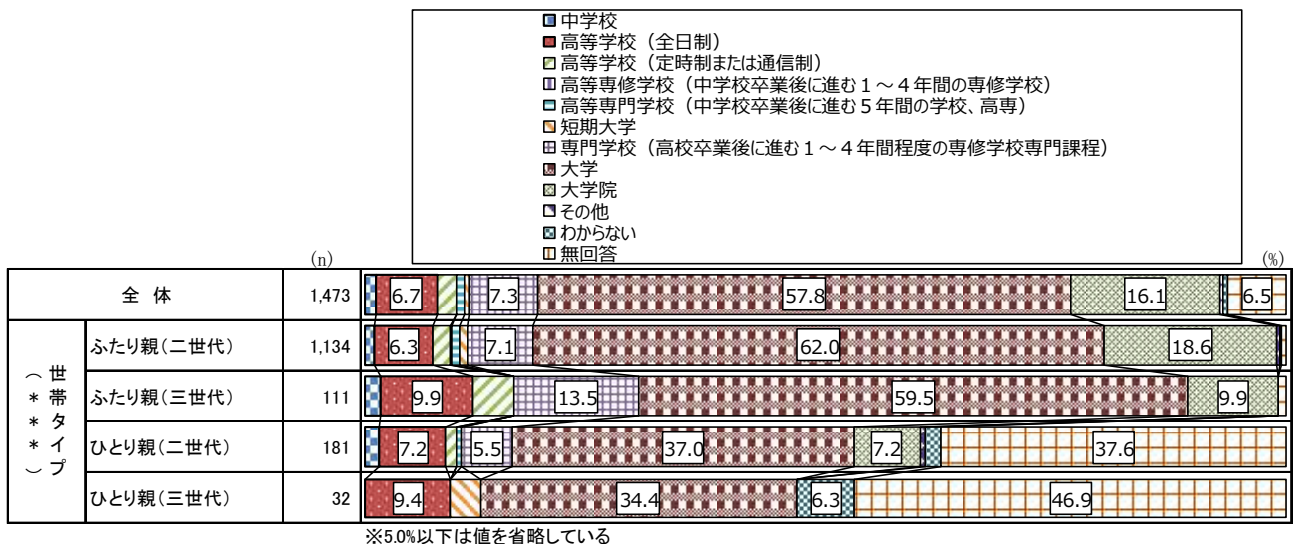 中学校
高等学校（全日制）
高等学校（定時制または通信制）
高等専修学校（中学校卒業後に進む１～４年間の専修学校）
高等専門学校（中学校卒業後に進む５年間の学校、高専）
短期大学
専門学校（高校卒業後に進む１～４年間程度の専修学校専門課程）
大学
大学院
その他
わからない
無回答
(n) (%)
全 体 1,473 6.7 7.3 57.8 16.1 6.5
世帯タイプ（＊＊＊）
ふたり親（二世代） 1,134 6.3 7.1 62.0 18.6
ふたり親（三世代） 111 9.9 13.5 59.5 9.9
ひとり親（二世代） 181 7.2 5.5 37.0 7.2 37.6
ひとり親（三世代） 32 9.4 34.4 6.3 46.9
※5.0%以下は値を省略している